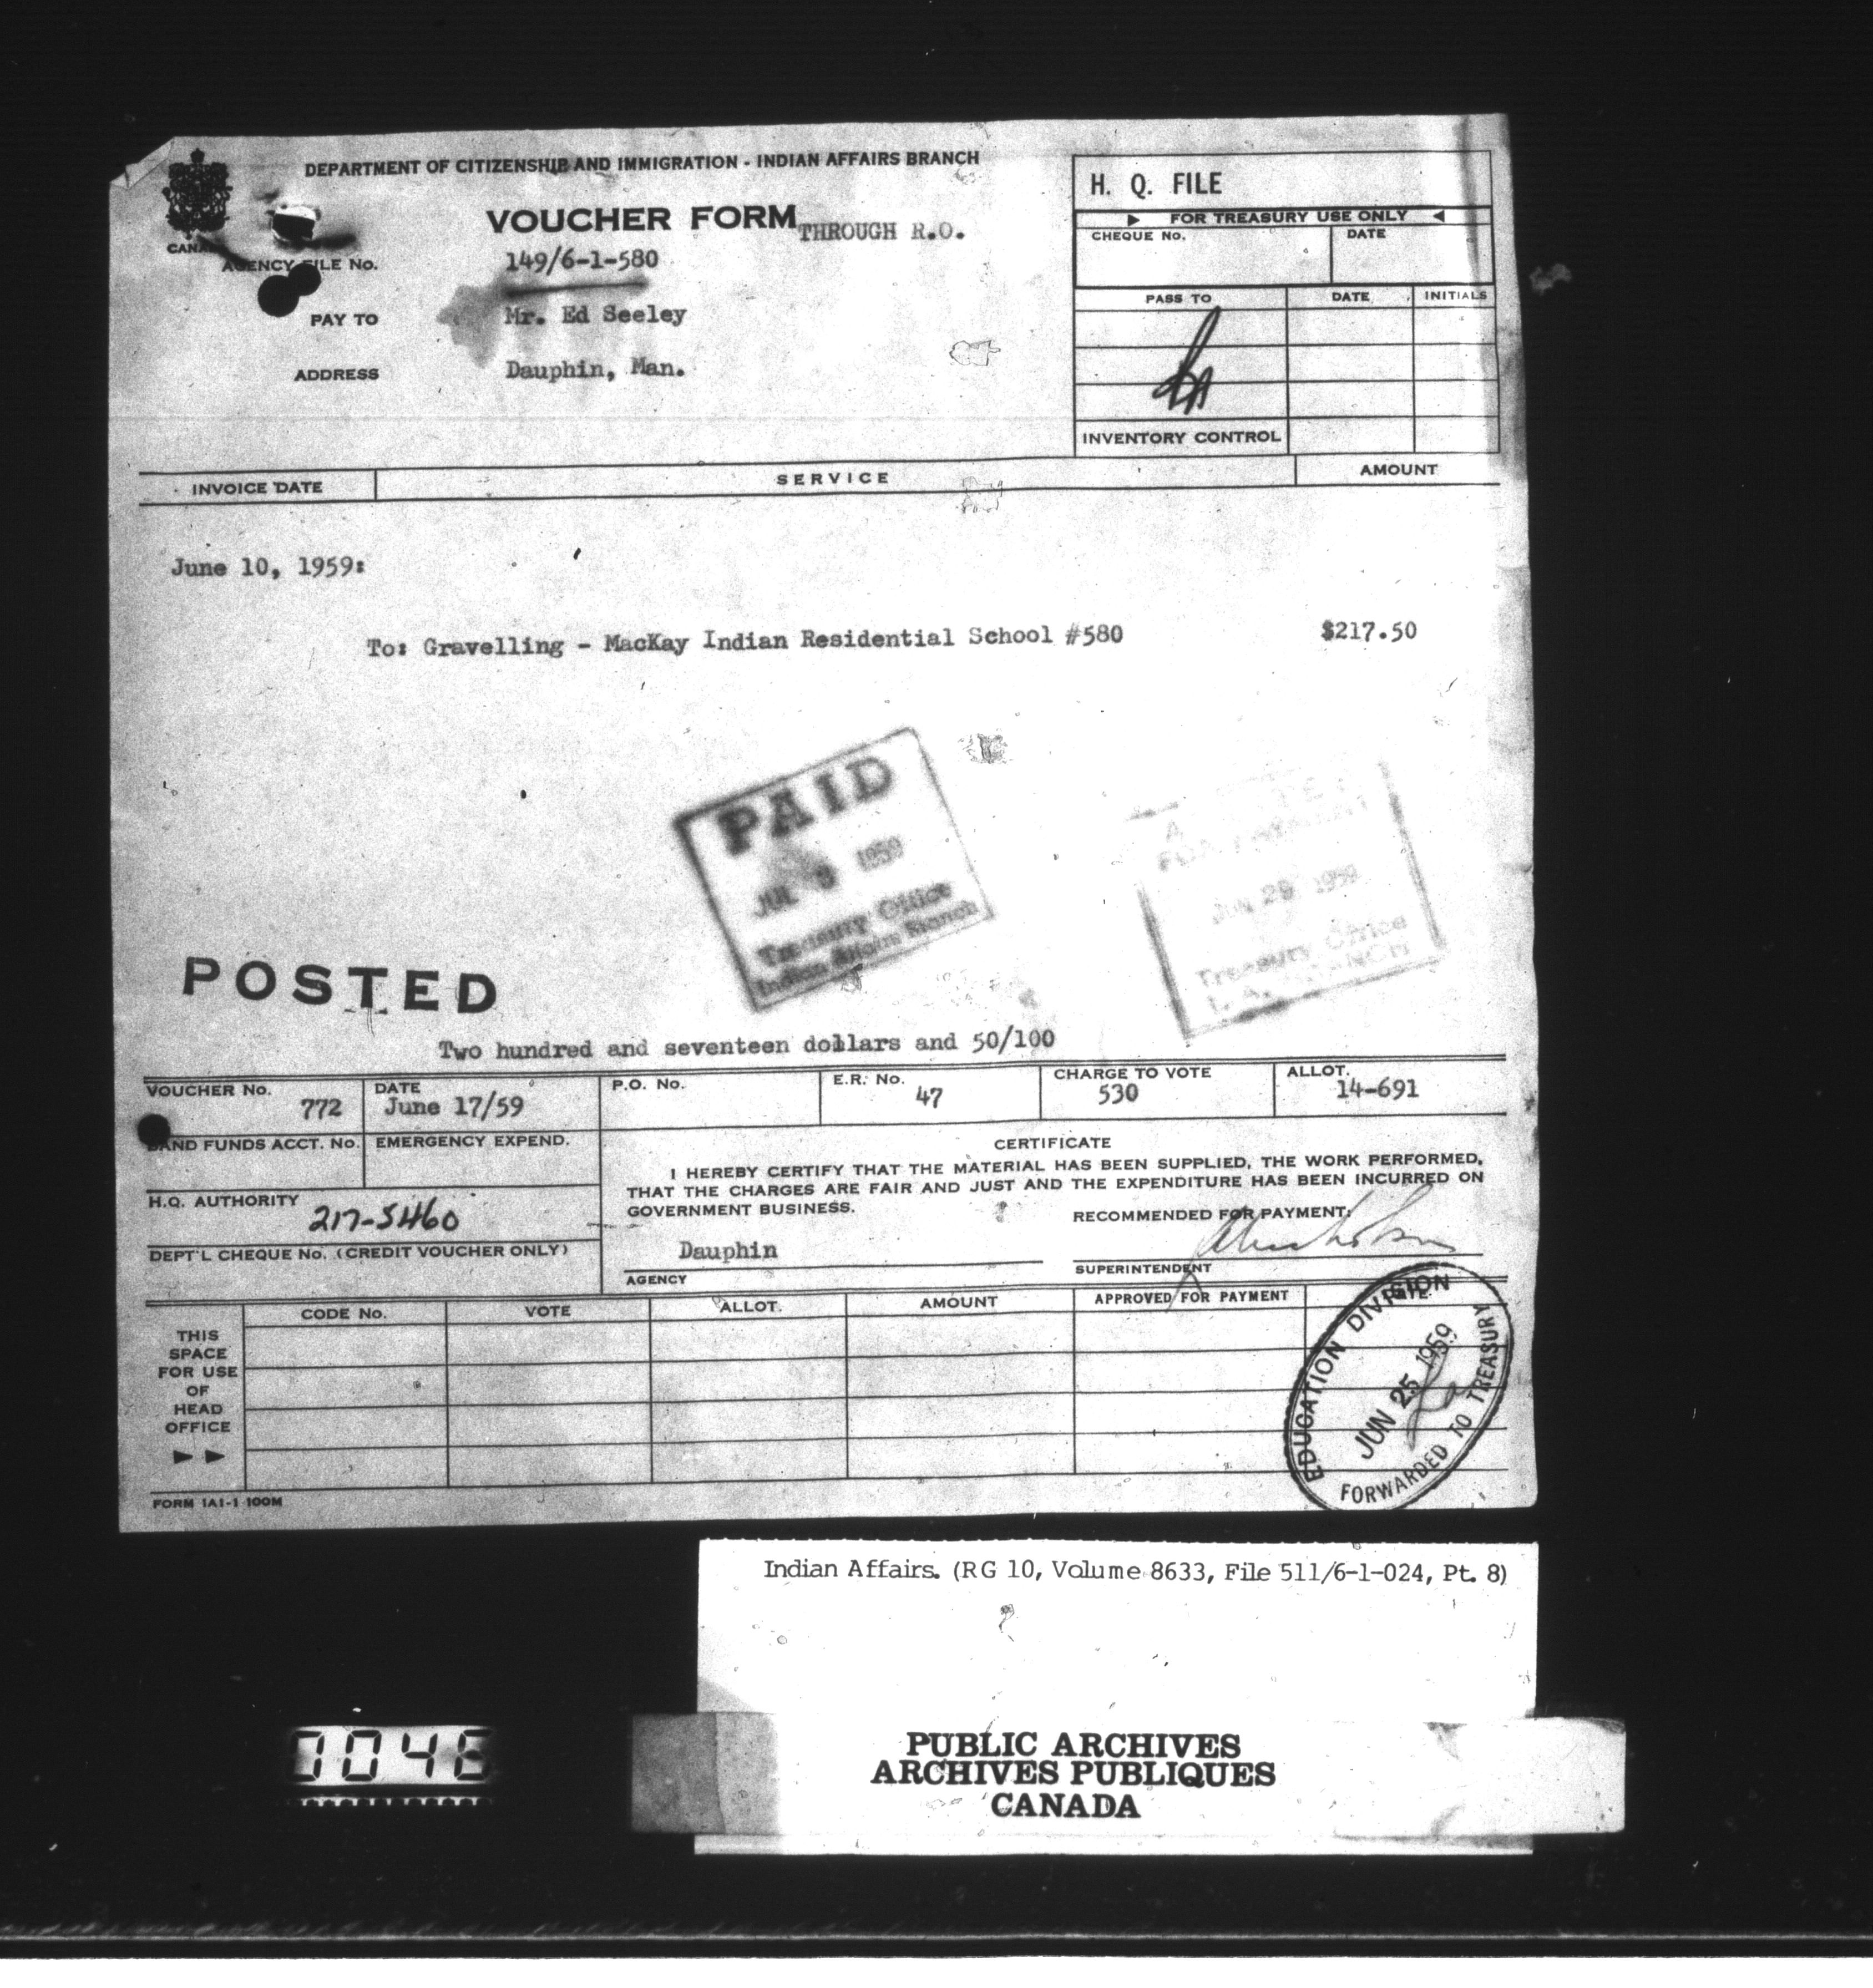 DEPARTMENT OF CITIZENSHIP AND IMMIGRATION - INDIAN AFFAIRS BRANCH
CANA
VOUCHER FORM THROUGH R.O.
AGENCY FILE No. 149/6-1-580
PAY TO Mr. Ed Seeley
ADDRESS Dauphin, Man.
H. Q. FILE
► FOR TREASURY USE ONLY ◄
CHEQUE No. DATE
PASS TO DATE INITIALS
INVENTORY CONTROL
INVOICE DATE SERVICE AMOUNT
June 10, 1959:
To: Gravelling - MacKay Indian Residential School #580 $217.50
PAID
JUL 9 1959
Treasury Office
Indian Affairs Branch
FOR PAYMENT
JUN 29 1959
Treasury Office
POSTED
Two hundred and seventeen dollars and 50/100
VOUCHER No. 772
DATE June 17/59
P.O. No.
E.R. No. 47
CHARGE TO VOTE 530
ALLOT. 14-691
BAND FUNDS ACCT. No. EMERGENCY EXPEND.
H.Q. AUTHORITY 217-5460
DEPT'L CHEQUE No. (CREDIT VOUCHER ONLY)
CERTIFICATE
I HEREBY CERTIFY THAT THE MATERIAL HAS BEEN SUPPLIED, THE WORK PERFORMED,
THAT THE CHARGES ARE FAIR AND JUST AND THE EXPENDITURE HAS BEEN INCURRED ON
GOVERNMENT BUSINESS.
RECOMMENDED FOR PAYMENT:
Dauphin
AGENCY
SUPERINTENDENT
CODE No. VOTE ALLOT. AMOUNT APPROVED FOR PAYMENT DATE
THIS
SPACE
FOR USE
OF
HEAD
OFFICE
► ►
EDUCATION DIVISION
JUN 25 1959
FORWARDED TO TREASURY
FORM 1A1-1 100M
Indian Affairs. (RG 10, Volume 8633, File 511/6-1-024, Pt. 8)
PUBLIC ARCHIVES
ARCHIVES PUBLIQUES
CANADA